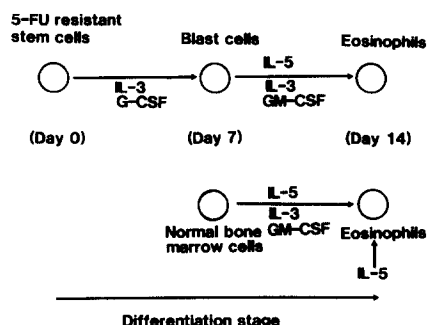 5-FU resistant
stem cells
Blast cells
Eosinophils
IL-3
G-CSF
IL-5
IL-3
GM-CSF
(Day 0)
(Day 7)
(Day 14)
IL-5
IL-3
GM-CSF
Normal bone
marrow cells
Eosinophils
IL-5
Differentiation stage